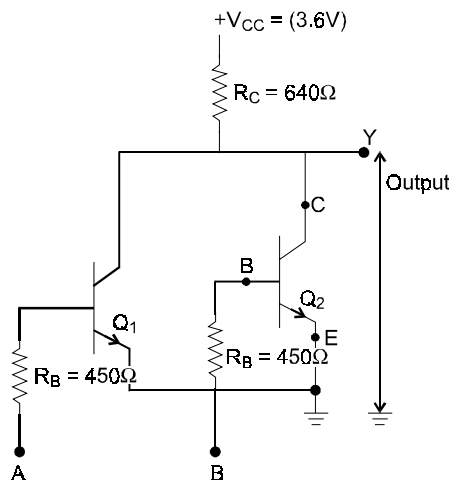 +VCC = (3.6V)
RC = 640Ω
Y
Output
C
B
Q1
Q2
E
RB = 450Ω
RB = 450Ω
A
B